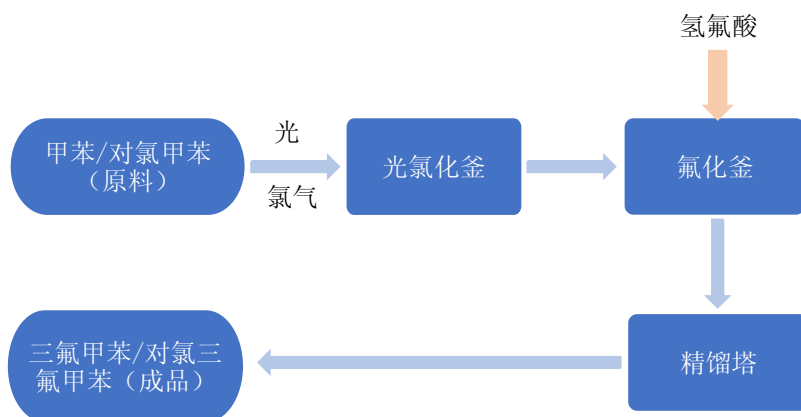 氢氟酸
甲苯/对氯甲苯
（原料）
光
氯气
光氯化釜
氟化釜
三氟甲苯/对氯三
氟甲苯（成品）
精馏塔